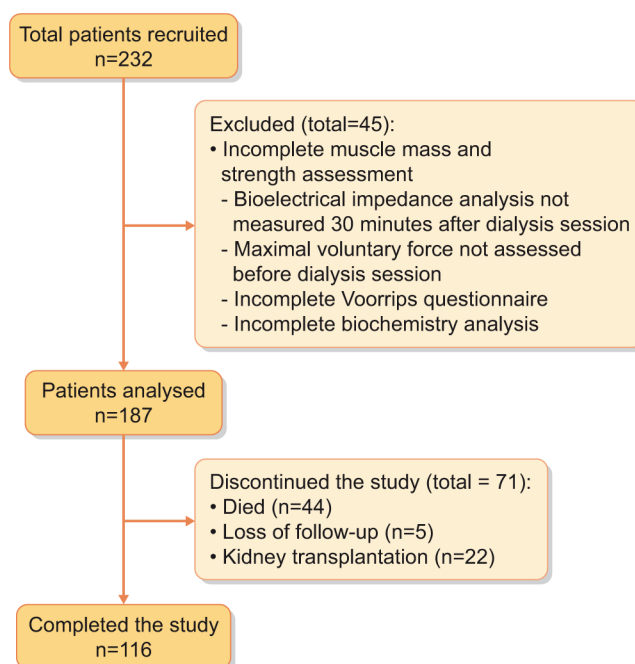 Total patients recruited
n=232
Excluded (total=45):
• Incomplete muscle mass and
strength assessment
- Bioelectrical impedance analysis not
measured 30 minutes after dialysis session
- Maximal voluntary force not assessed
before dialysis session
- Incomplete Voorrips questionnaire
- Incomplete biochemistry analysis
Patients analysed
n=187
Discontinued the study (total = 71):
• Died (n=44)
• Loss of follow-up (n=5)
• Kidney transplantation (n=22)
Completed the study
n=116